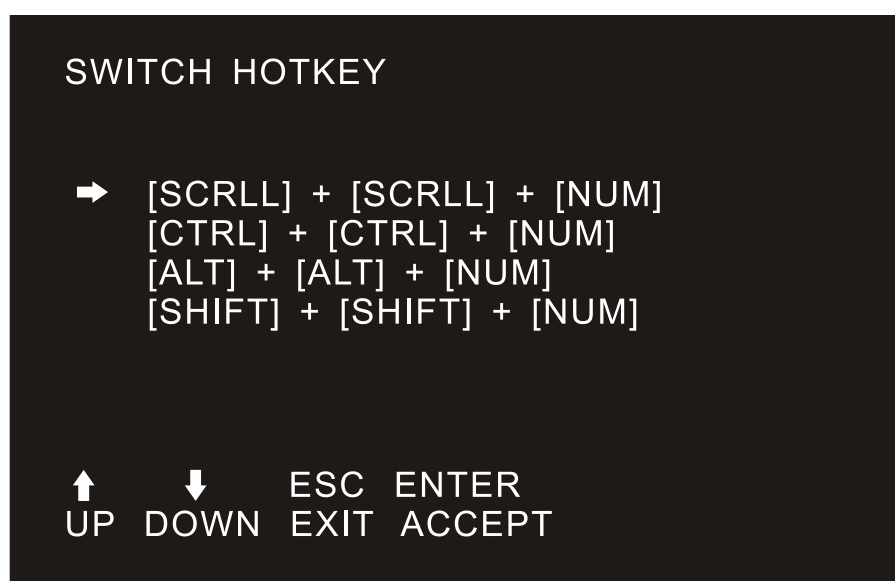 SWITCH HOTKEY
➡ [SCRLL] + [SCRLL] + [NUM]
[CTRL] + [CTRL] + [NUM]
[ALT] + [ALT] + [NUM]
[SHIFT] + [SHIFT] + [NUM]
⬆ ⬇ ESC ENTER
UP DOWN EXIT ACCEPT